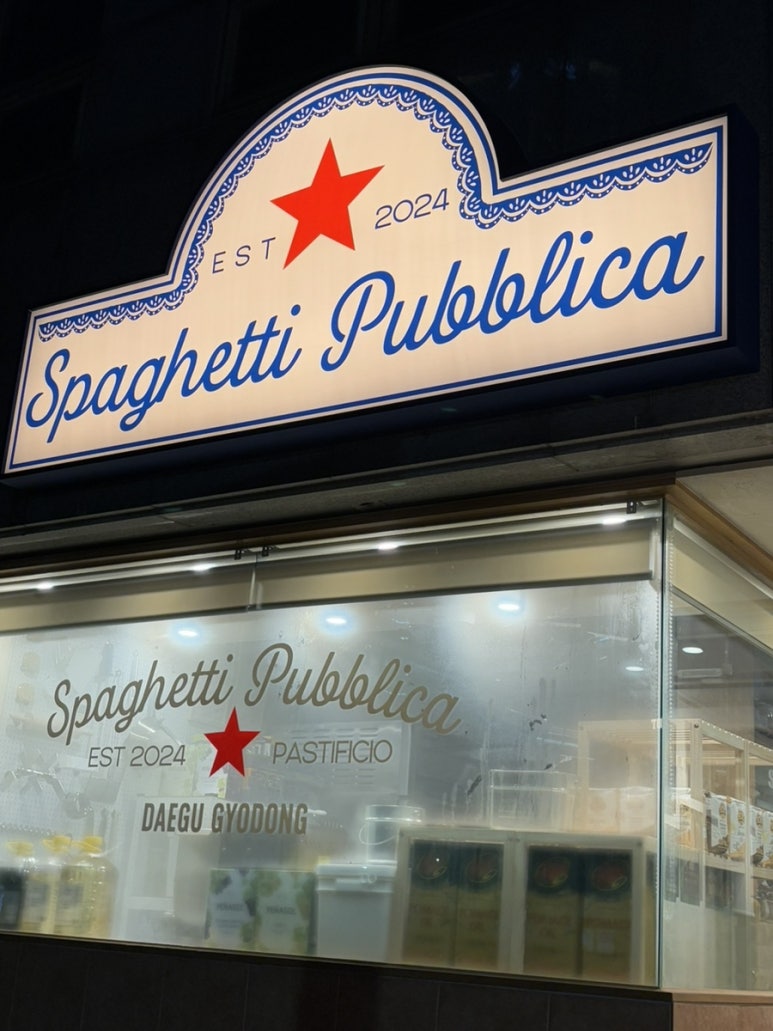 EST 2024
Spaghetti Pubblica
Spaghetti Pubblica
EST 2024 PASTIFICIO
DAEGU GYODONG